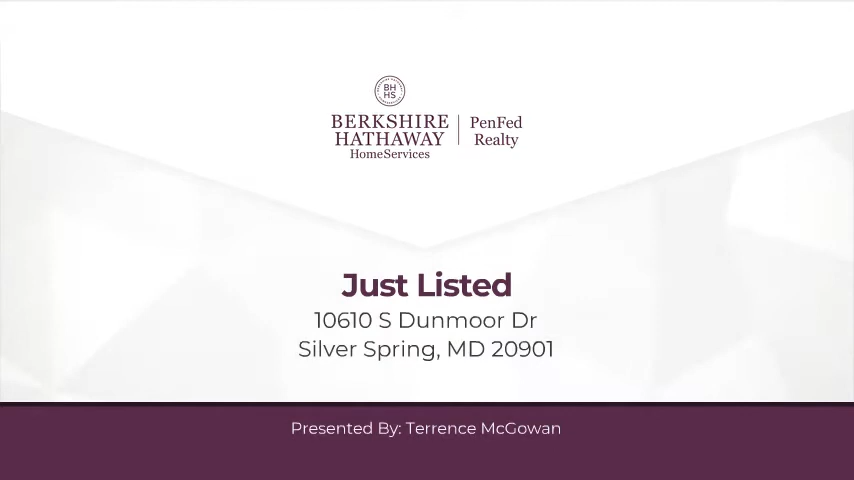 BH
HS
BERKSHIRE
HATHAWAY
HomeServices
PenFed
Realty
Just Listed
10610 S Dunmoor Dr
Silver Spring, MD 20901
Presented By: Terrence McGowan